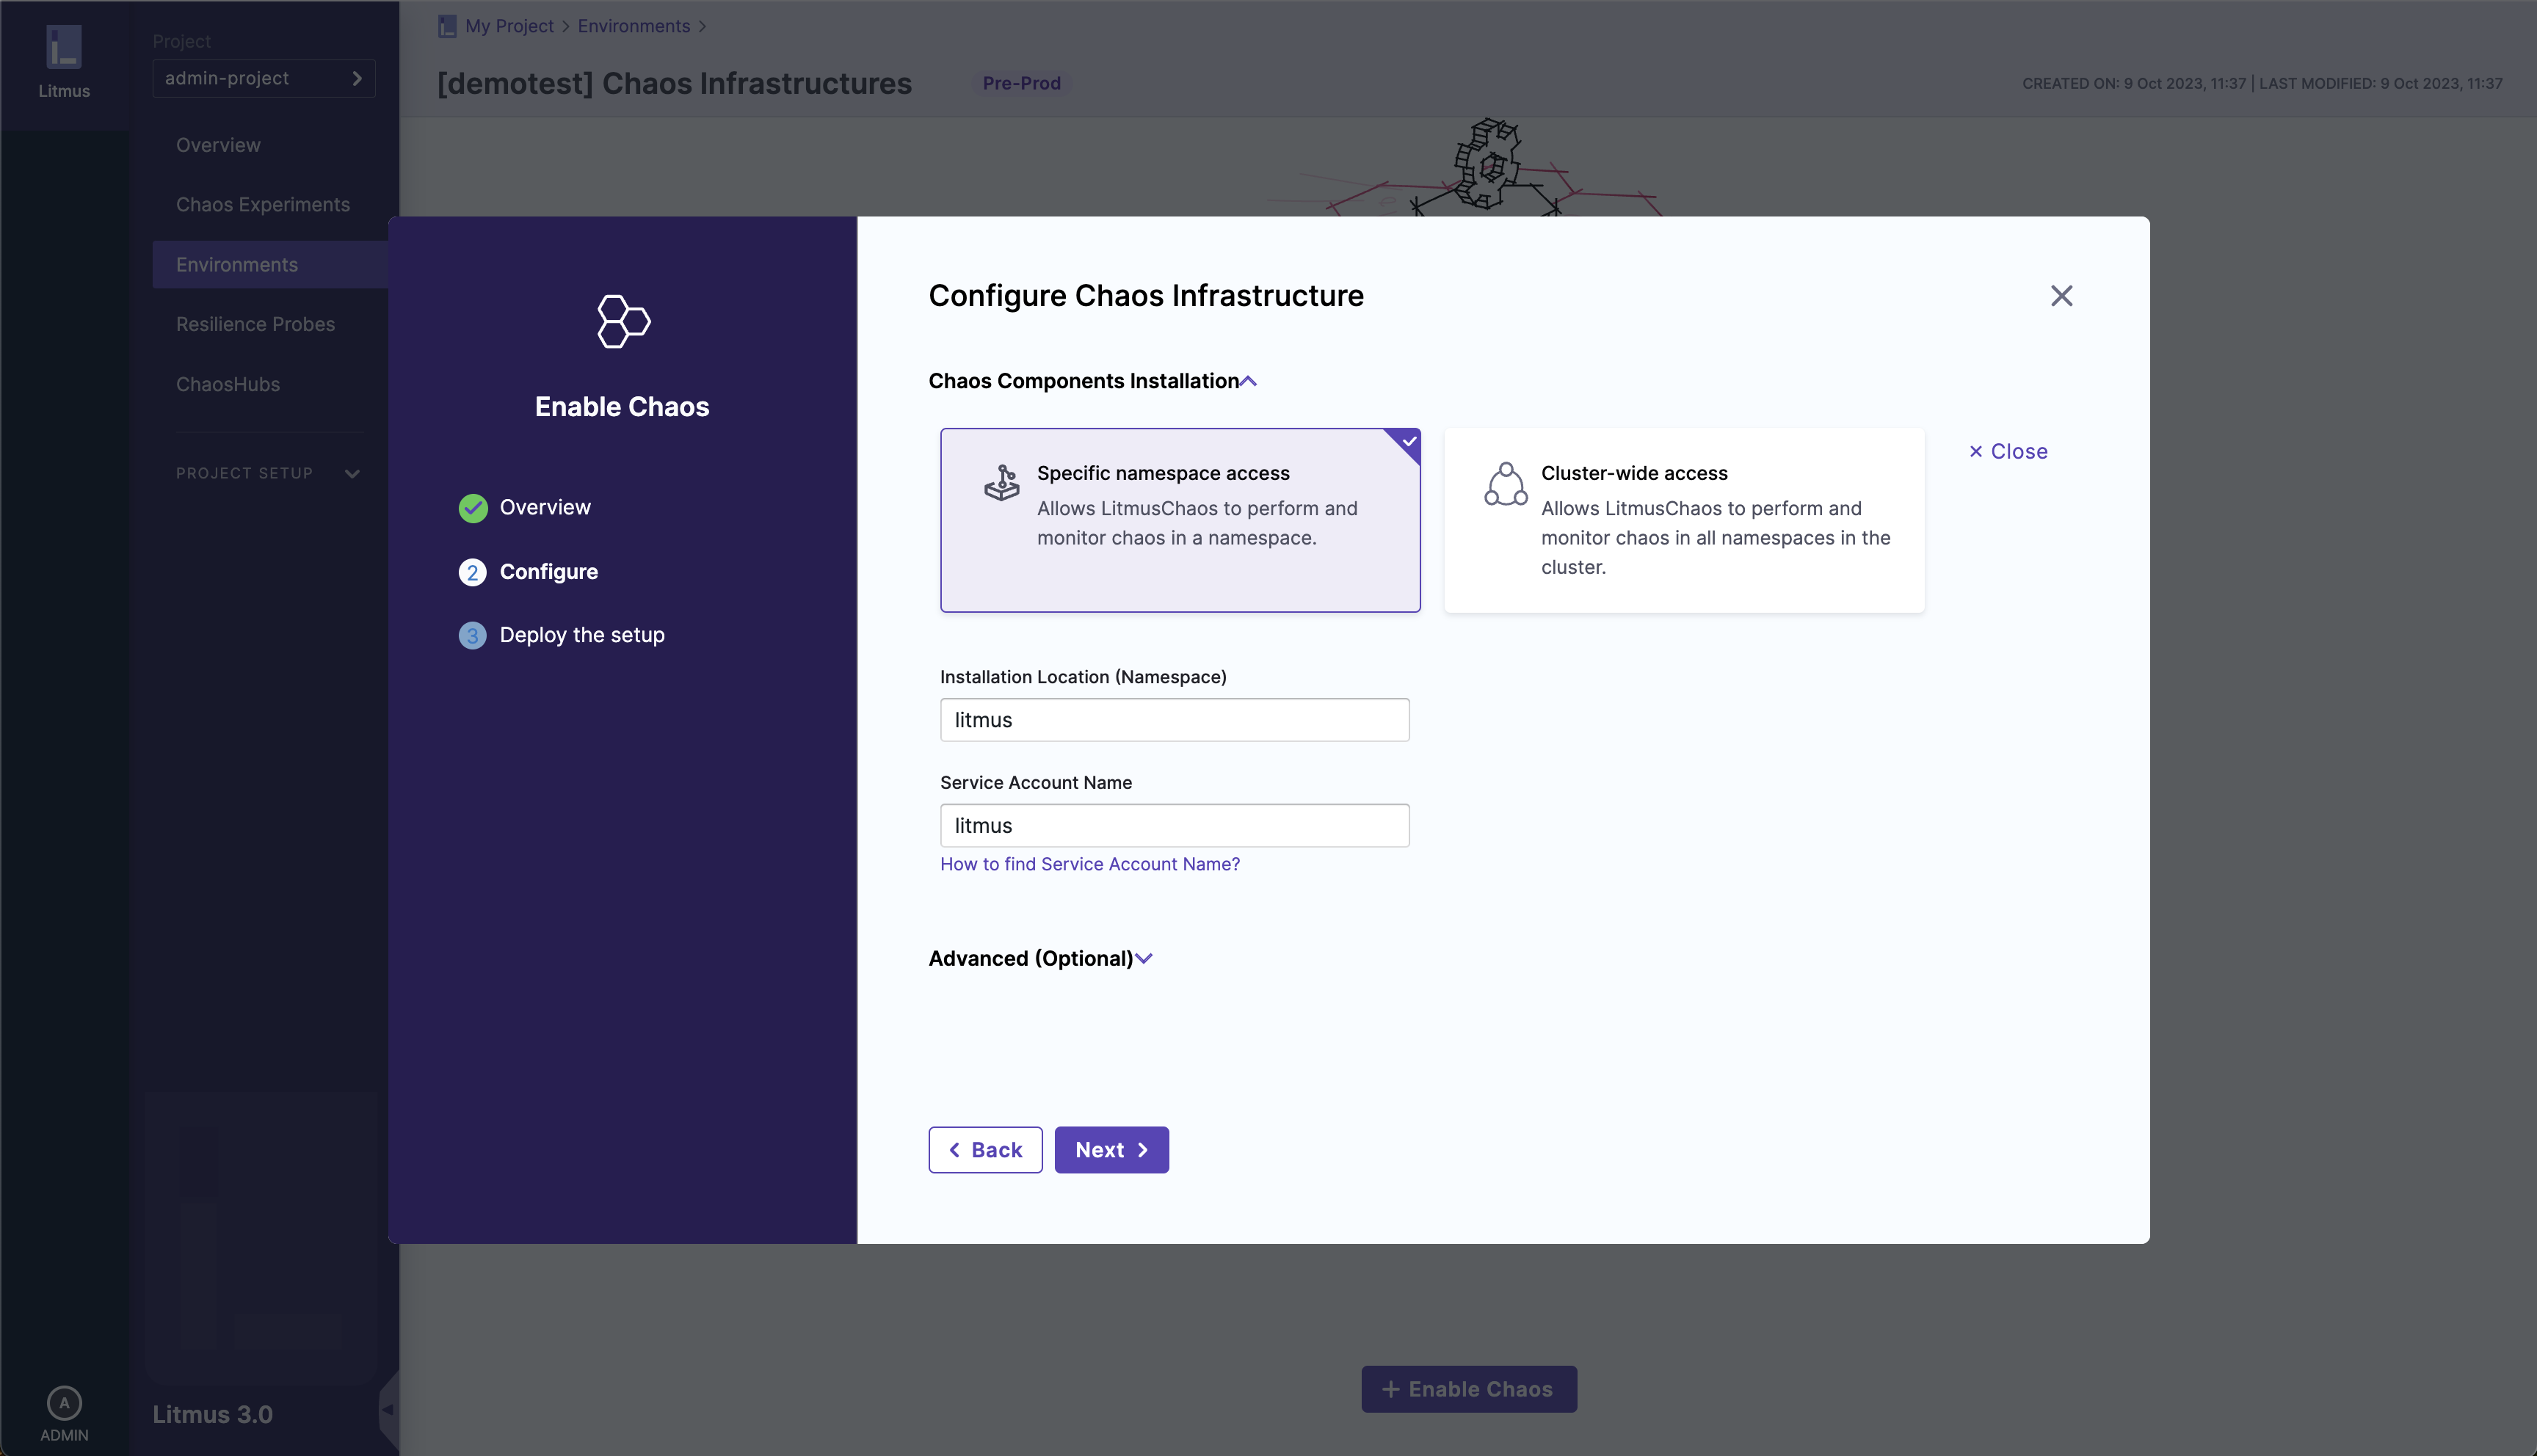 Litmus
Project
admin-project
Overview
Chaos Experiments
Environments
Resilience Probes
ChaosHubs
PROJECT SETUP
Litmus 3.0
A
ADMIN
My Project > Environments >
[demotest] Chaos Infrastructures
Pre-Prod
CREATED ON: 9 Oct 2023, 11:37 | LAST MODIFIED: 9 Oct 2023, 11:37
Enable Chaos
Overview
2 Configure
3 Deploy the setup
Configure Chaos Infrastructure
Chaos Components Installation
Specific namespace access
Allows LitmusChaos to perform and
monitor chaos in a namespace.
Cluster-wide access
Allows LitmusChaos to perform and
monitor chaos in all namespaces in the
cluster.
× Close
Installation Location (Namespace)
litmus
Service Account Name
litmus
How to find Service Account Name?
Advanced (Optional)
Back
Next
+ Enable Chaos